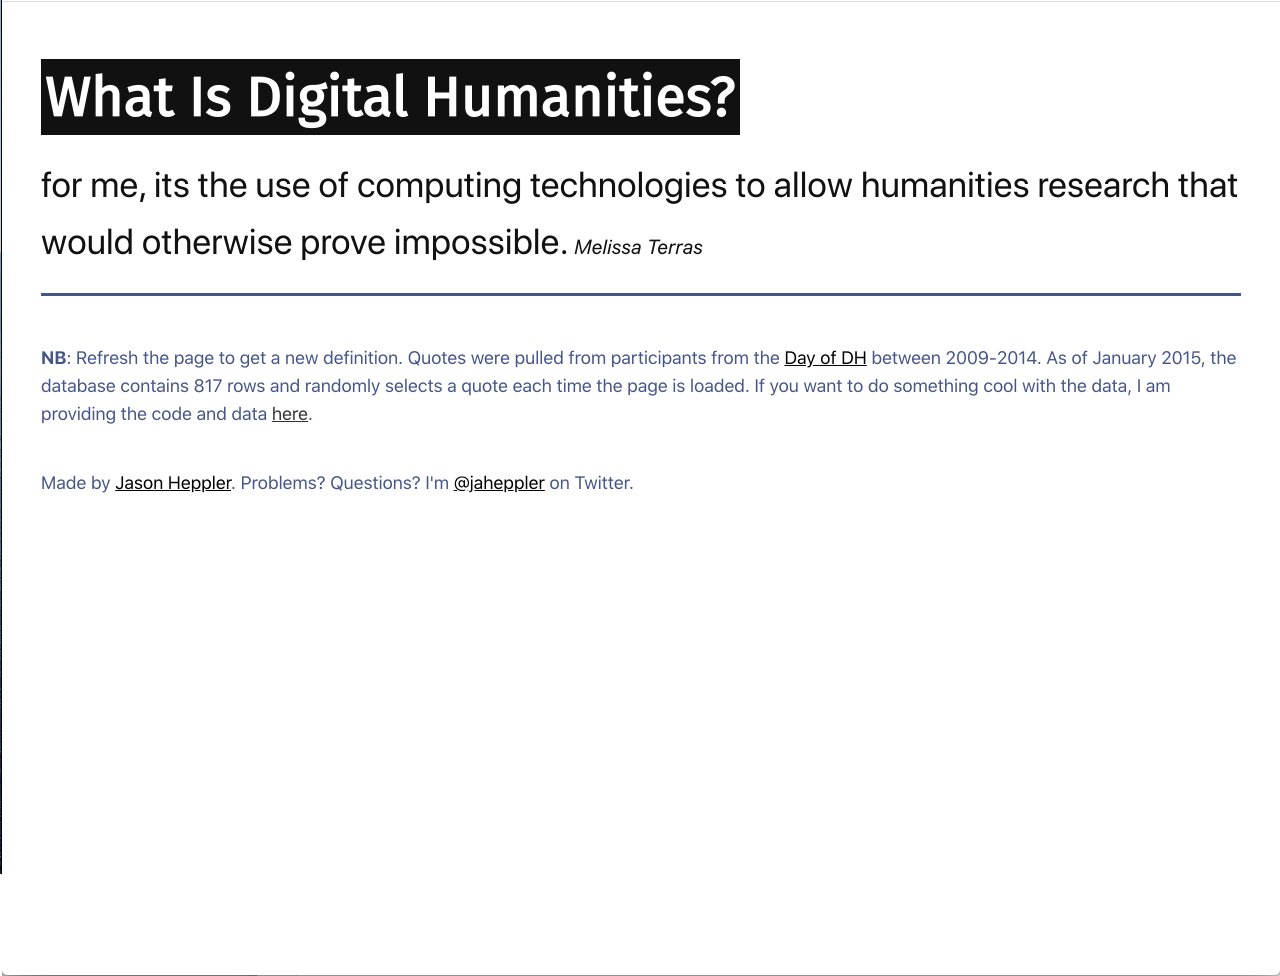 What Is Digital Humanities?
for me, its the use of computing technologies to allow humanities research that
would otherwise prove impossible. Melissa Terras
NB: Refresh the page to get a new definition. Quotes were pulled from participants from the Day of DH between 2009-2014. As of January 2015, the
database contains 817 rows and randomly selects a quote each time the page is loaded. If you want to do something cool with the data, I am
providing the code and data here.
Made by Jason Heppler. Problems? Questions? I'm @jaheppler on Twitter.